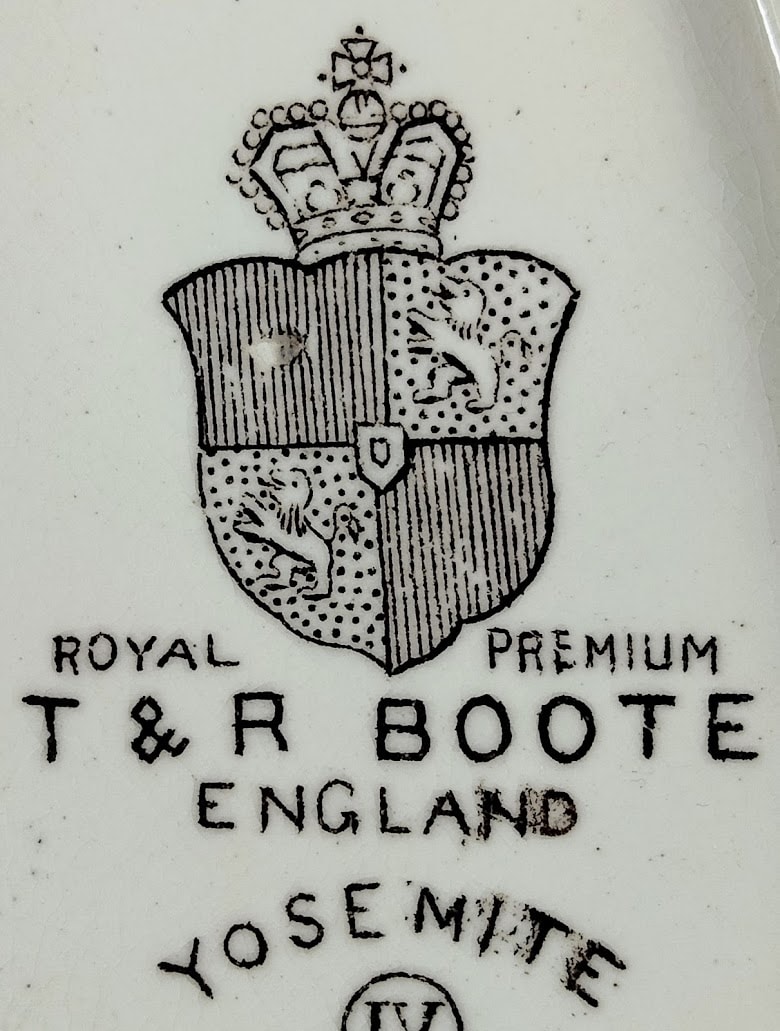 ROYAL PREMIUM
T & R BOOTE
ENGLAND
YOSEMITE
IV